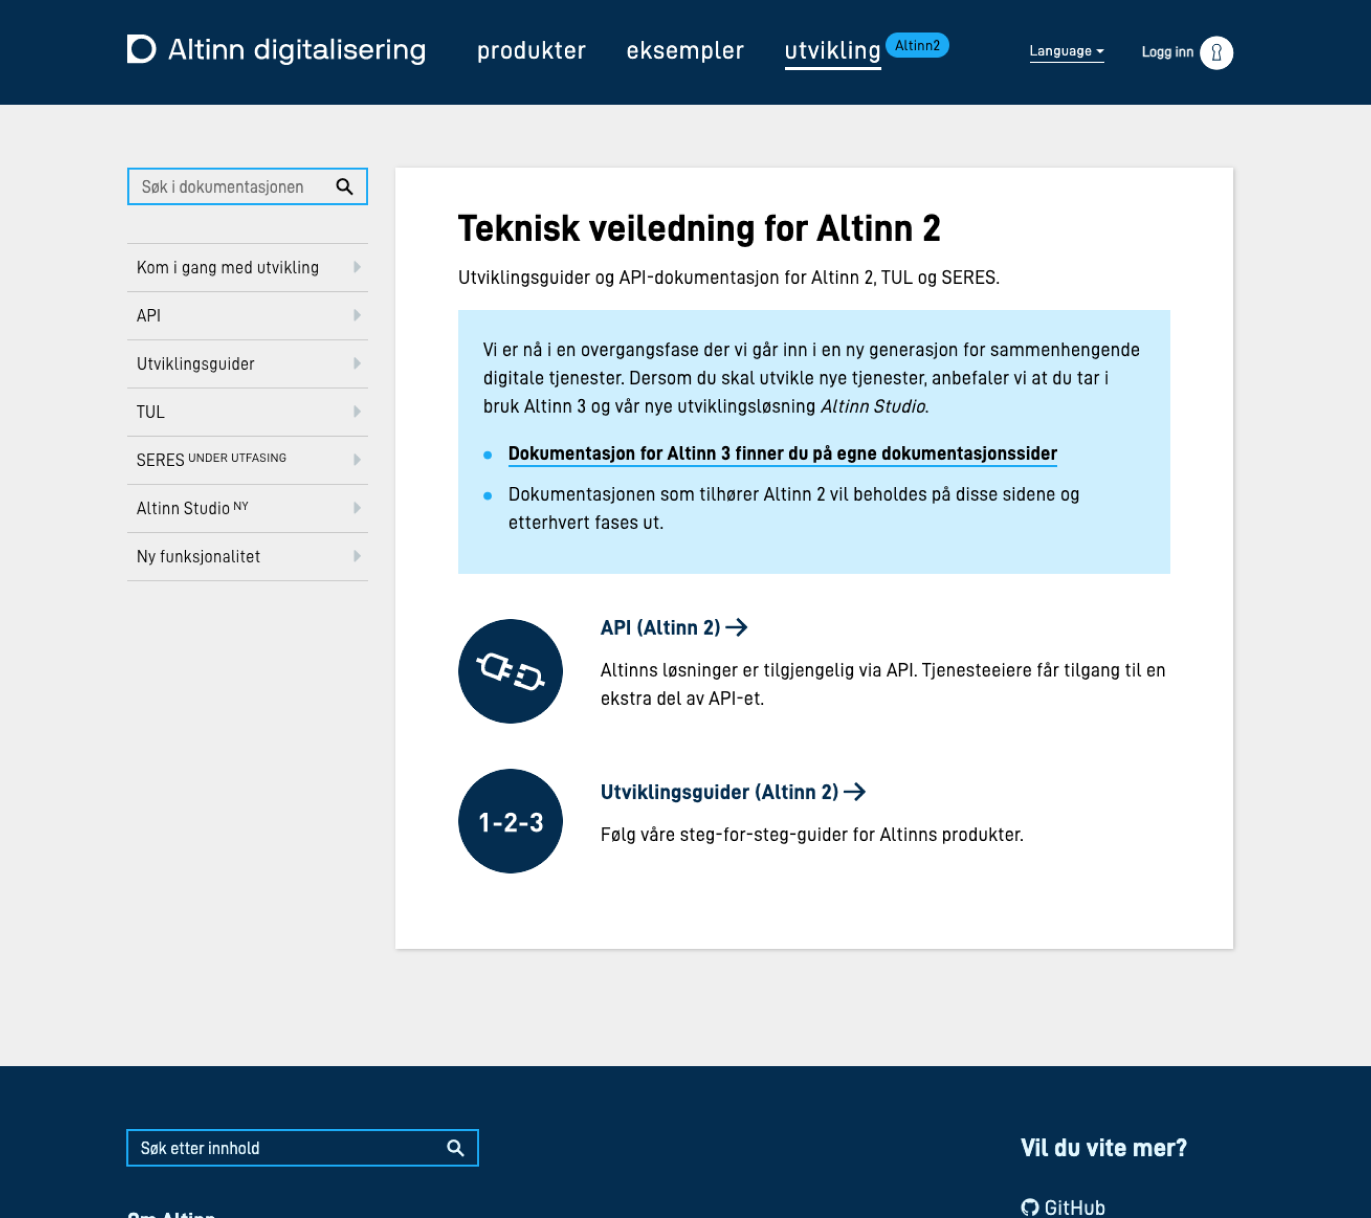 Altinn digitalisering
produkter
eksempler
utvikling
Altinn2
Language
Logg inn
Søk i dokumentasjonen
Kom i gang med utvikling
API
Utviklingsguider
TUL
SERES UNDER UTFASING
Altinn Studio NY
Ny funksjonalitet
Teknisk veiledning for Altinn 2
Utviklingsguider og API-dokumentasjon for Altinn 2, TUL og SERES.
Vi er nå i en overgangsfase der vi går inn i en ny generasjon for sammenhengende
digitale tjenester. Dersom du skal utvikle nye tjenester, anbefaler vi at du tar i
bruk Altinn 3 og vår nye utviklingsløsning Altinn Studio.
Dokumentasjon for Altinn 3 finner du på egne dokumentasjonssider
Dokumentasjonen som tilhører Altinn 2 vil beholdes på disse sidene og
etterhvert fases ut.
API (Altinn 2)
Altinns løsninger er tilgjengelig via API. Tjenesteeiere får tilgang til en
ekstra del av API-et.
1-2-3
Utviklingsguider (Altinn 2)
Følg våre steg-for-steg-guider for Altinns produkter.
Søk etter innhold
Om Altinn
Vil du vite mer?
GitHub